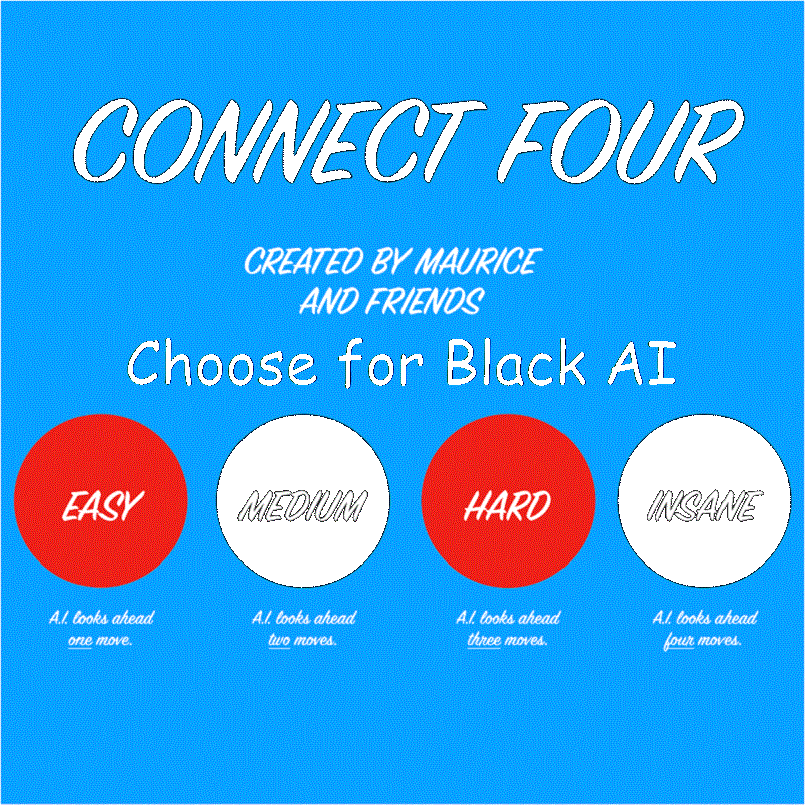 CONNECT FOUR
CREATED BY MAURICE
AND FRIENDS
Choose for Black AI
EASY MEDIUM HARD INSANE
A.I. looks ahead A.I. looks ahead A.I. looks ahead A.I. looks ahead
one move. two moves. three moves. four moves.